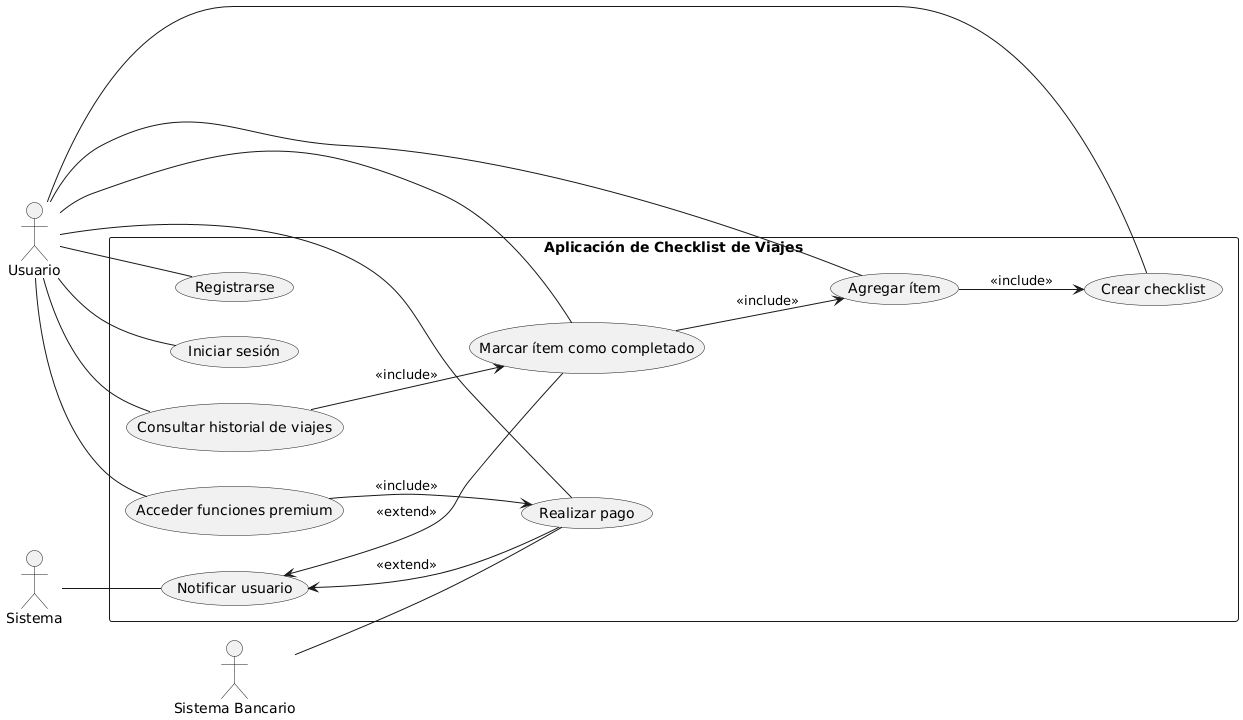 Aplicación de Checklist de Viajes
Usuario
Registrarse
Agregar ítem
«include»
Crear checklist
«include»
Iniciar sesión
Marcar ítem como completado
«include»
Consultar historial de viajes
«include»
Acceder funciones premium
«extend»
Realizar pago
«extend»
Sistema
Notificar usuario
Sistema Bancario